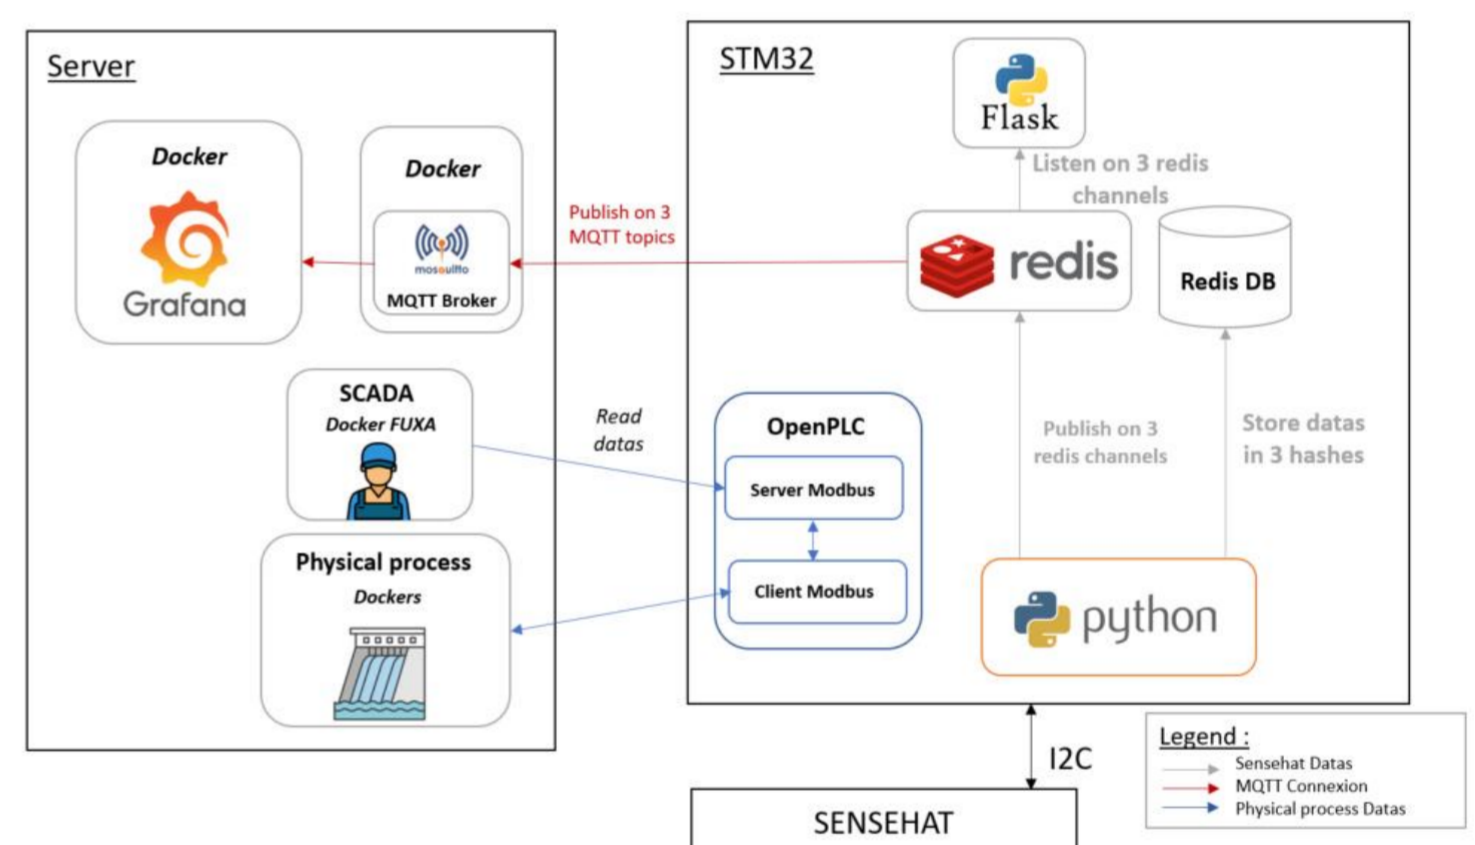 Server
Docker
Grafana
Docker
mosquitto
MQTT Broker
SCADA
Docker FUXA
Physical process
Dockers
Publish on 3
MQTT topics
Read
datas
STM32
Flask
Listen on 3 redis
channels
redis
Redis DB
OpenPLC
Server Modbus
Client Modbus
Publish on 3
redis channels
Store datas
in 3 hashes
python
I2C
SENSEHAT
Legend :
Sensehat Datas
MQTT Connexion
Physical process Datas